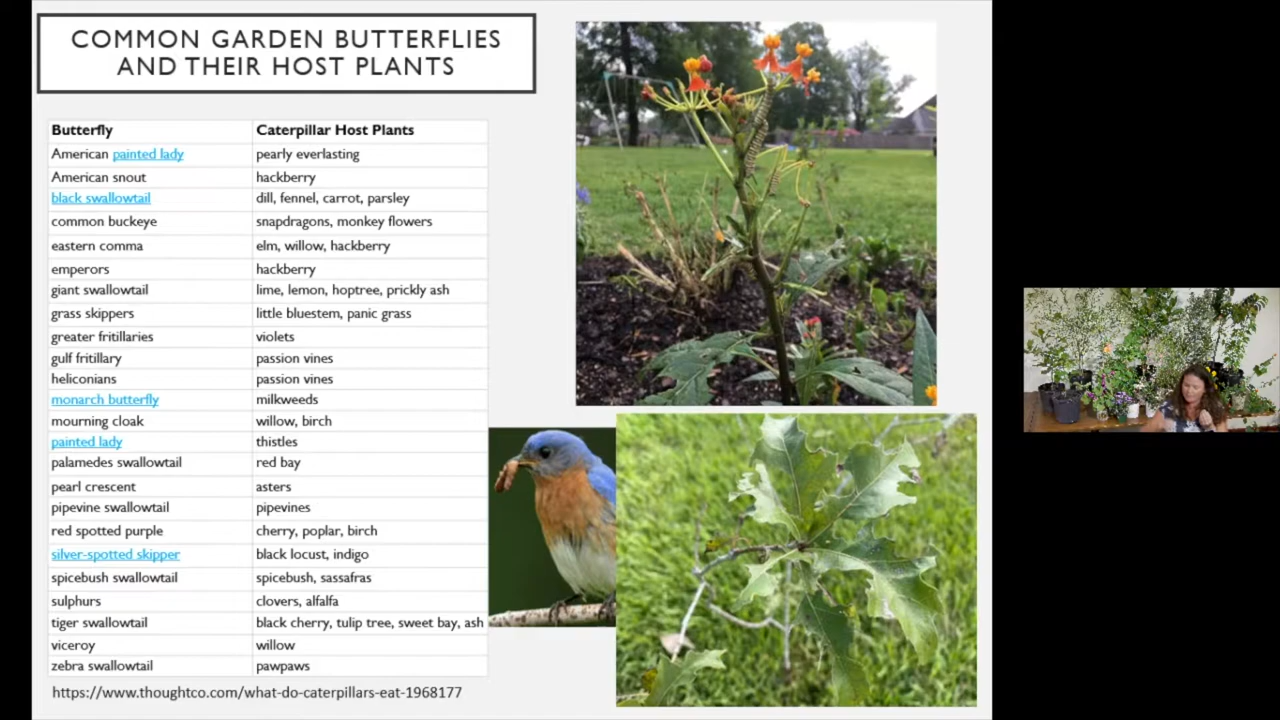 COMMON GARDEN BUTTERFLIES
AND THEIR HOST PLANTS
Butterfly Caterpillar Host Plants
American painted lady pearly everlasting
American snout hackberry
black swallowtail dill, fennel, carrot, parsley
common buckeye snapdragons, monkey flowers
eastern comma elm, willow, hackberry
emperors hackberry
giant swallowtail lime, lemon, hoptree, prickly ash
grass skippers little bluestem, panic grass
greater fritillaries violets
gulf fritillary passion vines
heliconians passion vines
monarch butterfly milkweeds
mourning cloak willow, birch
painted lady thistles
palamedes swallowtail red bay
pearl crescent asters
pipevine swallowtail pipevines
red spotted purple cherry, poplar, birch
silver-spotted skipper black locust, indigo
spicebush swallowtail spicebush, sassafras
sulphurs clovers, alfalfa
tiger swallowtail black cherry, tulip tree, sweet bay, ash
viceroy willow
zebra swallowtail pawpaws
https://www.thoughtco.com/what-do-caterpillars-eat-1968177